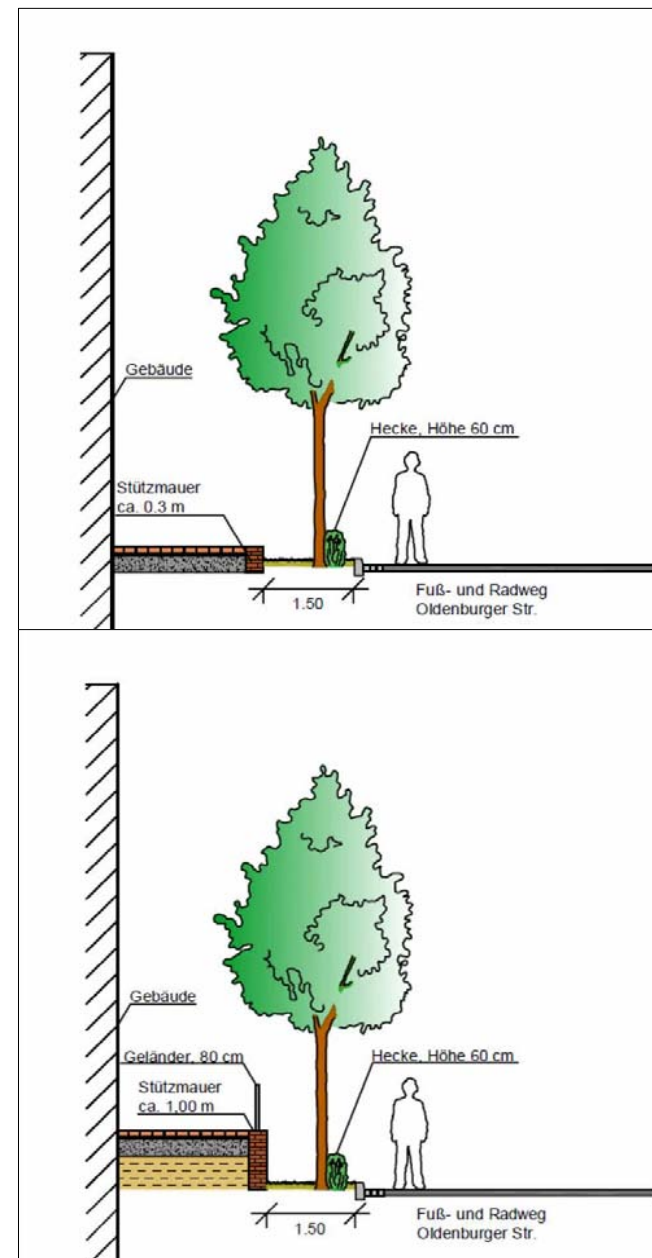 Gebäude
Hecke, Höhe 60 cm
Stützmauer
ca. 0.3 m
1.50
Fuß- und Radweg
Oldenburger Str.
Gebäude
Geländer, 80 cm
Hecke, Höhe 60 cm
Stützmauer
ca. 1,00 m
1.50
Fuß- und Radweg
Oldenburger Str.